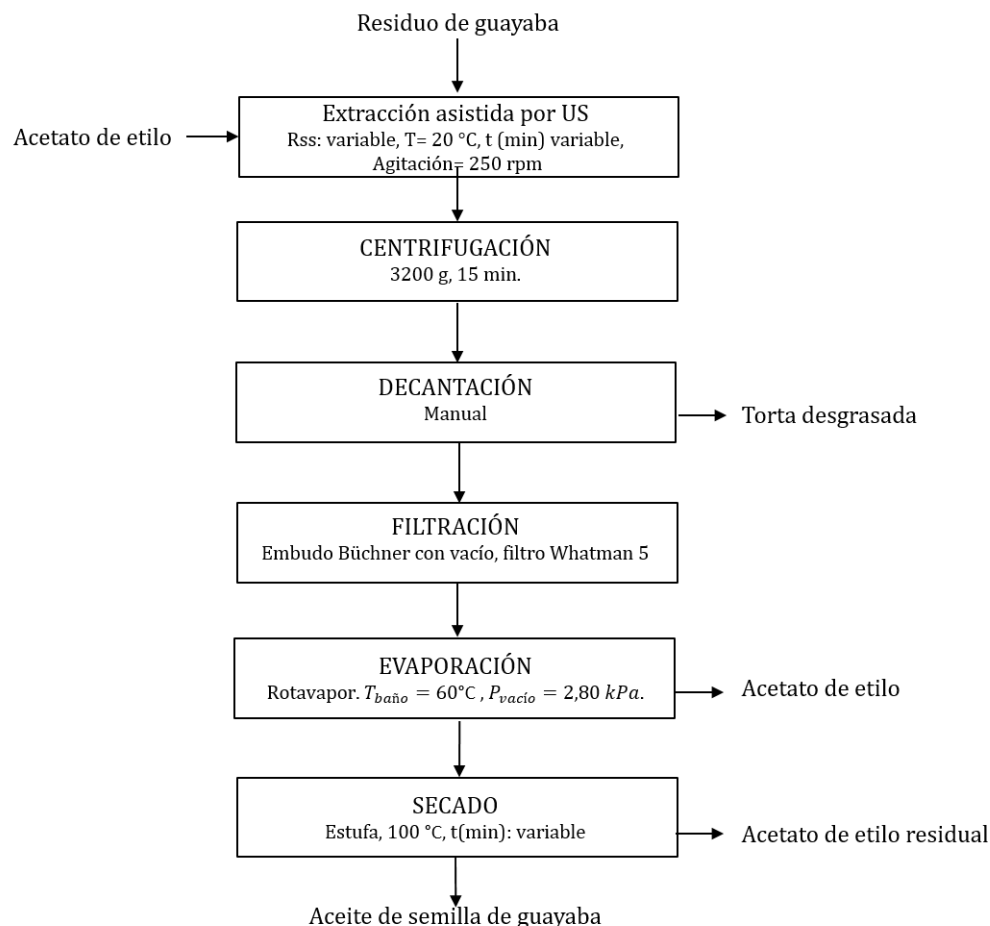 Residuo de guayaba
Extracción asistida por US
Acetato de etilo
Rss: variable, T= 20 °C, t (min) variable,
Agitación= 250 rpm
CENTRIFUGACIÓN
3200 g, 15 min.
DECANTACIÓN
Manual
Torta desgrasada
FILTRACIÓN
Embudo Büchner con vacío, filtro Whatman 5
EVAPORACIÓN
Rotavapor. T_baño = 60°C , P_vacío = 2,80 kPa.
Acetato de etilo
SECADO
Estufa, 100 °C, t(min): variable
Acetato de etilo residual
Aceite de semilla de guayaba